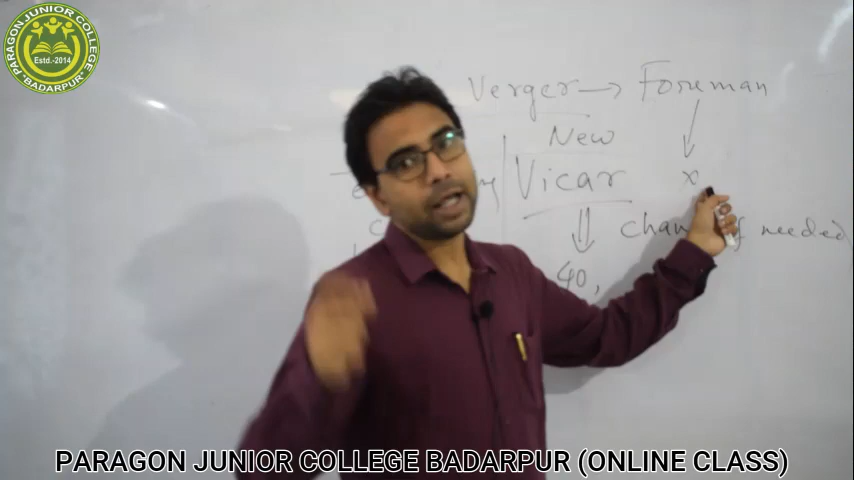 PARAGON JUNIOR COLLEGE
Estd.-2014
"BADARPUR"
Verger → Foreman
New
Vicar x
needed
40,
PARAGON JUNIOR COLLEGE BADARPUR (ONLINE CLASS)